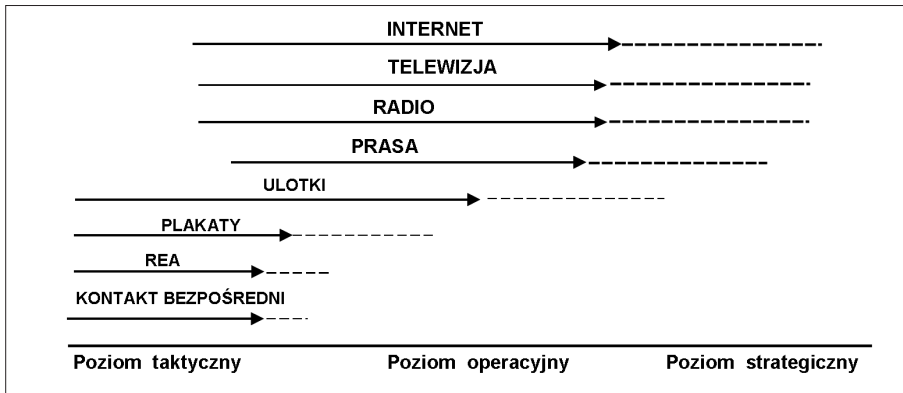 INTERNET
TELEWIZJA
RADIO
PRASA
ULOTKI
PLAKATY
REA
KONTAKT BEZPOŚREDNI
Poziom taktyczny Poziom operacyjny Poziom strategiczny